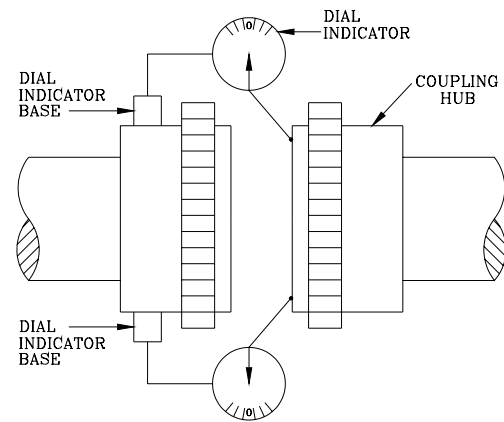 0
DIAL
INDICATOR
DIAL
INDICATOR
BASE
COUPLING
HUB
DIAL
INDICATOR
BASE
0